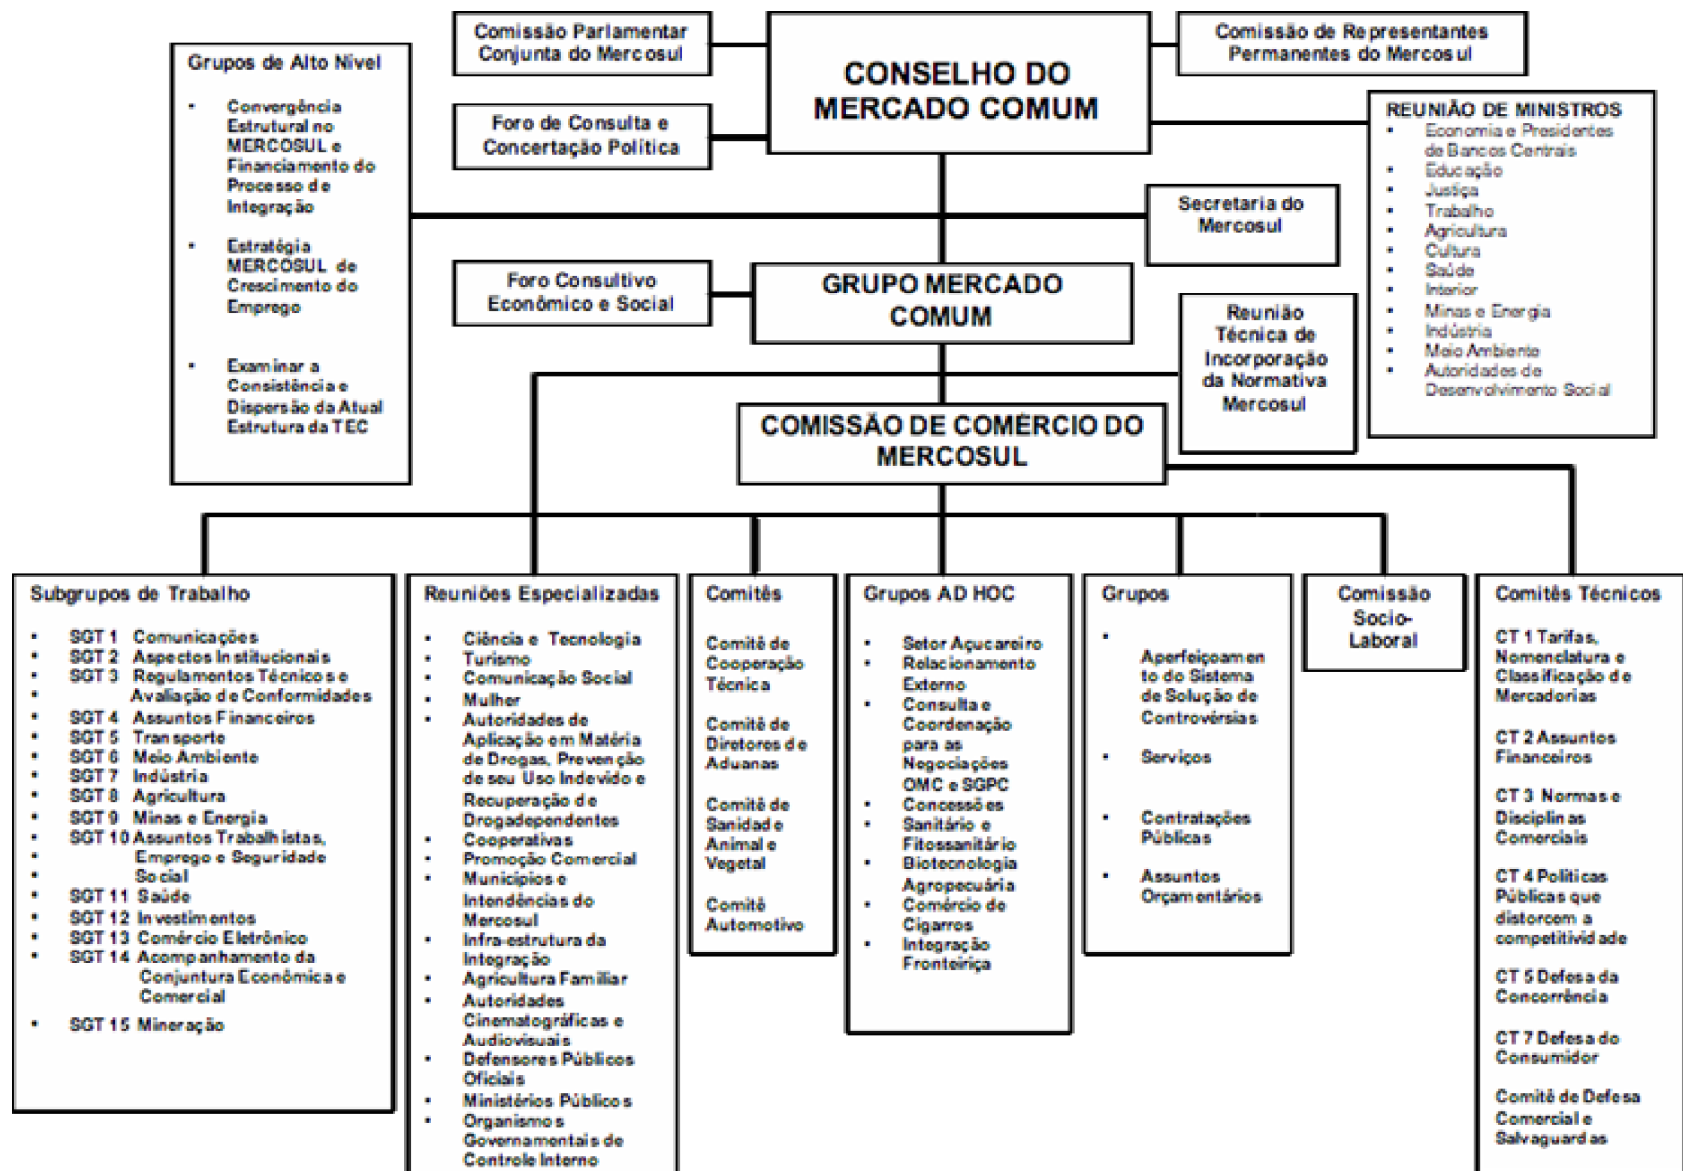 Comissão Parlamentar
Conjunta do Mercosul
CONSELHO DO
MERCADO COMUM
Comissão de Representantes
Permanentes do Mercosul
Grupos de Alto Nível
• Convergência
Estrutural no
MERCOSUL e
Financiamento do
Processo de
Integração
• Estratégia
MERCOSUL de
Crescimento do
Emprego
• Examinar a
Consistência e
Dispersão da Atual
Estrutura da TEC
Foro de Consulta e
Concertação Política
REUNIÃO DE MINISTROS
• Economia e Presidentes
de Bancos Centrais
• Educação
• Justiça
• Trabalho
• Agricultura
• Cultura
• Saúde
• Interior
• Minas e Energia
• Indústria
• Meio Ambiente
• Autoridades de
Desenvolvimento Social
Secretaria do
Mercosul
Foro Consultivo
Econômico e Social
GRUPO MERCADO
COMUM
Reunião
Técnica de
Incorporação
da Normativa
Mercosul
COMISSÃO DE COMÉRCIO DO
MERCOSUL
Subgrupos de Trabalho
• SGT 1 Comunicações
• SGT 2 Aspectos Institucionais
• SGT 3 Regulamentos Técnicos e
• Avaliação de Conformidades
• SGT 4 Assuntos Financeiros
• SGT 5 Transporte
• SGT 6 Meio Ambiente
• SGT 7 Indústria
• SGT 8 Agricultura
• SGT 9 Minas e Energia
• SGT 10 Assuntos Trabalhistas,
• Emprego e Seguridade
• Social
• SGT 11 Saúde
• SGT 12 Investimentos
• SGT 13 Comércio Eletrônico
• SGT 14 Acompanhamento da
Conjuntura Econômica e
Comercial
• SGT 15 Mineração
Reuniões Especializadas
• Ciência e Tecnologia
• Turismo
• Comunicação Social
• Mulher
• Autoridades de
Aplicação em Matéria
de Drogas, Prevenção
de seu Uso Indevido e
Recuperação de
Drogadependentes
• Cooperativas
• Promoção Comercial
• Municípios e
Intendências do
Mercosul
• Infra-estrutura da
Integração
• Agricultura Familiar
• Autoridades
Cinematográficas e
Audiovisuais
• Defensores Públicos
Oficiais
• Ministérios Públicos
• Organismos
Governamentais de
Controle Interno
Comitês
Comitê de
Cooperação
Técnica
Comitê de
Diretores de
Aduanas
Comitê de
Sanidade
Animal e
Vegetal
Comitê
Automotivo
Grupos AD HOC
• Setor Açucareiro
• Relacionamento
Externo
• Consulta e
Coordenação
para as
Negociações
OMC e SGPC
• Concessões
• Sanitário e
Fitossanitário
• Biotecnologia
Agropecuária
• Comércio de
Cigarros
• Integração
Fronteiriça
Grupos
•
Aperfeiçoamen
to do Sistema
de Solução de
Controvérsias
• Serviços
• Contratações
Públicas
• Assuntos
Orçamentários
Comissão
Socio-
Laboral
Comitês Técnicos
CT 1 Tarifas,
Nomenclatura e
Classificação de
Mercadorias
CT 2 Assuntos
Financeiros
CT 3 Normas e
Disciplinas
Comerciais
CT 4 Políticas
Públicas que
distorcem a
competitividade
CT 5 Defesa da
Concorrência
CT 7 Defesa do
Consumidor
Comitê de Defesa
Comercial e
Salvaguardas